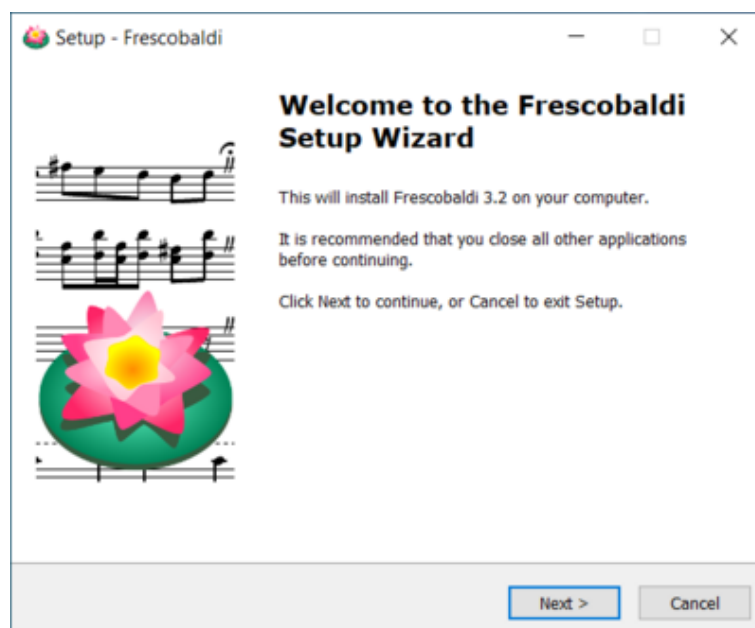 Setup - Frescobaldi
Welcome to the Frescobaldi
Setup Wizard
This will install Frescobaldi 3.2 on your computer.
It is recommended that you close all other applications
before continuing.
Click Next to continue, or Cancel to exit Setup.
Next >
Cancel